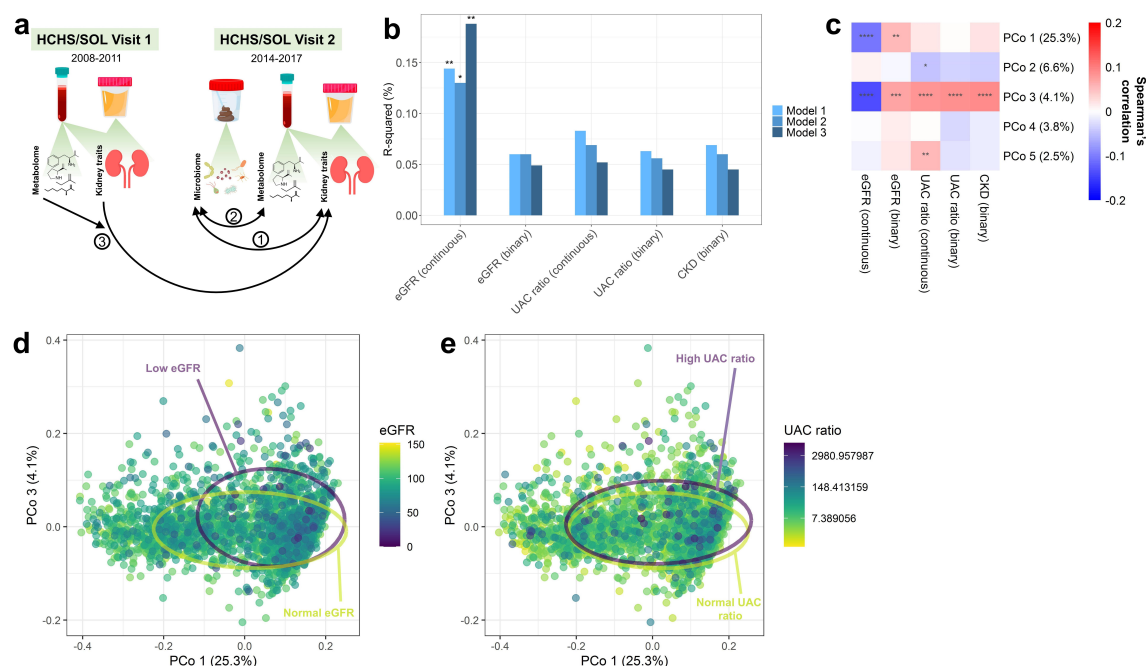 a
HCHS/SOL Visit 1
2008-2011
HCHS/SOL Visit 2
2014-2017
Metabolome
Kidney traits
Microbiome
Metabolome
Kidney traits
1
2
3
b
R-squared (%)
0.15
0.10
0.05
0.00
**
*
**
eGFR (continuous)
eGFR (binary)
UAC ratio (continuous)
UAC ratio (binary)
CKD (binary)
Model 1
Model 2
Model 3
c
**** **
PCo 1 (25.3%)
*
PCo 2 (6.6%)
**** *** **** **** ****
PCo 3 (4.1%)
PCo 4 (3.8%)
**
PCo 5 (2.5%)
eGFR (continuous)
eGFR (binary)
UAC ratio (continuous)
UAC ratio (binary)
CKD (binary)
0.2
0.1
0
-0.1
-0.2
Spearman's
correlation
d
0.4
0.2
0.0
-0.2
PCo 3 (4.1%)
-0.4 -0.2 0.0 0.2
PCo 1 (25.3%)
Low eGFR
Normal eGFR
eGFR
150
100
50
0
e
0.4
0.2
0.0
-0.2
PCo 3 (4.1%)
-0.4 -0.2 0.0 0.2
PCo 1 (25.3%)
High UAC ratio
Normal UAC
ratio
UAC ratio
2980.957987
148.413159
7.389056